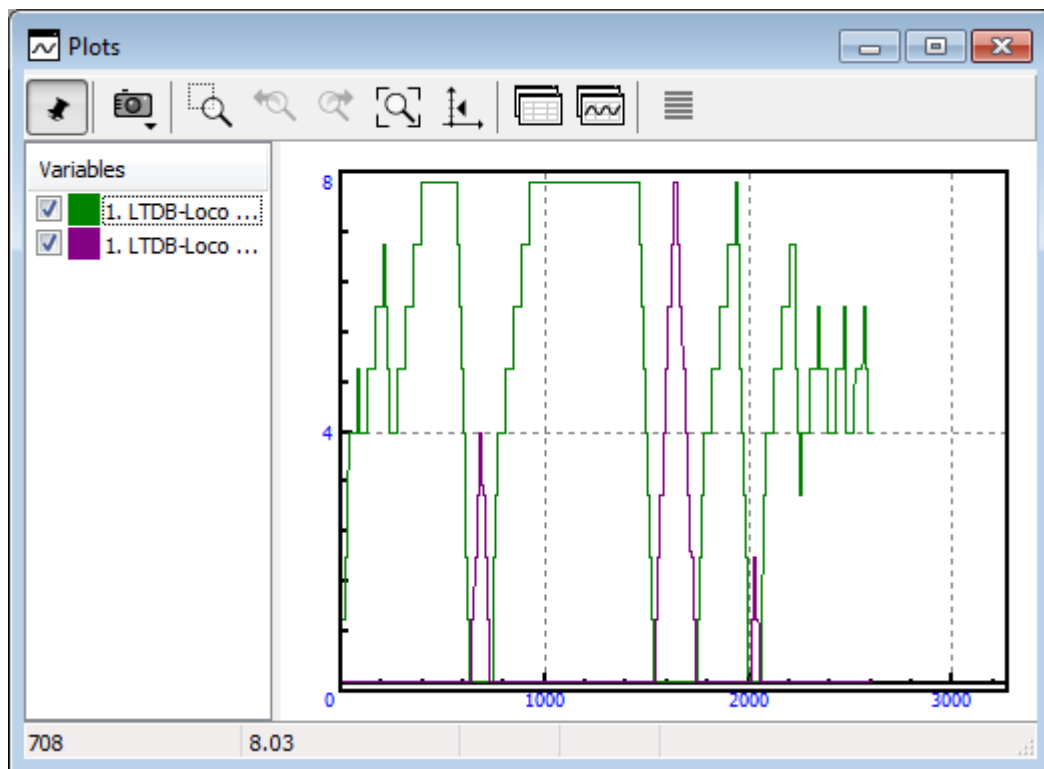 Plots
Variables
1. LTDB-Loco ...
1. LTDB-Loco ...
8
4
0
1000
2000
3000
708
8.03